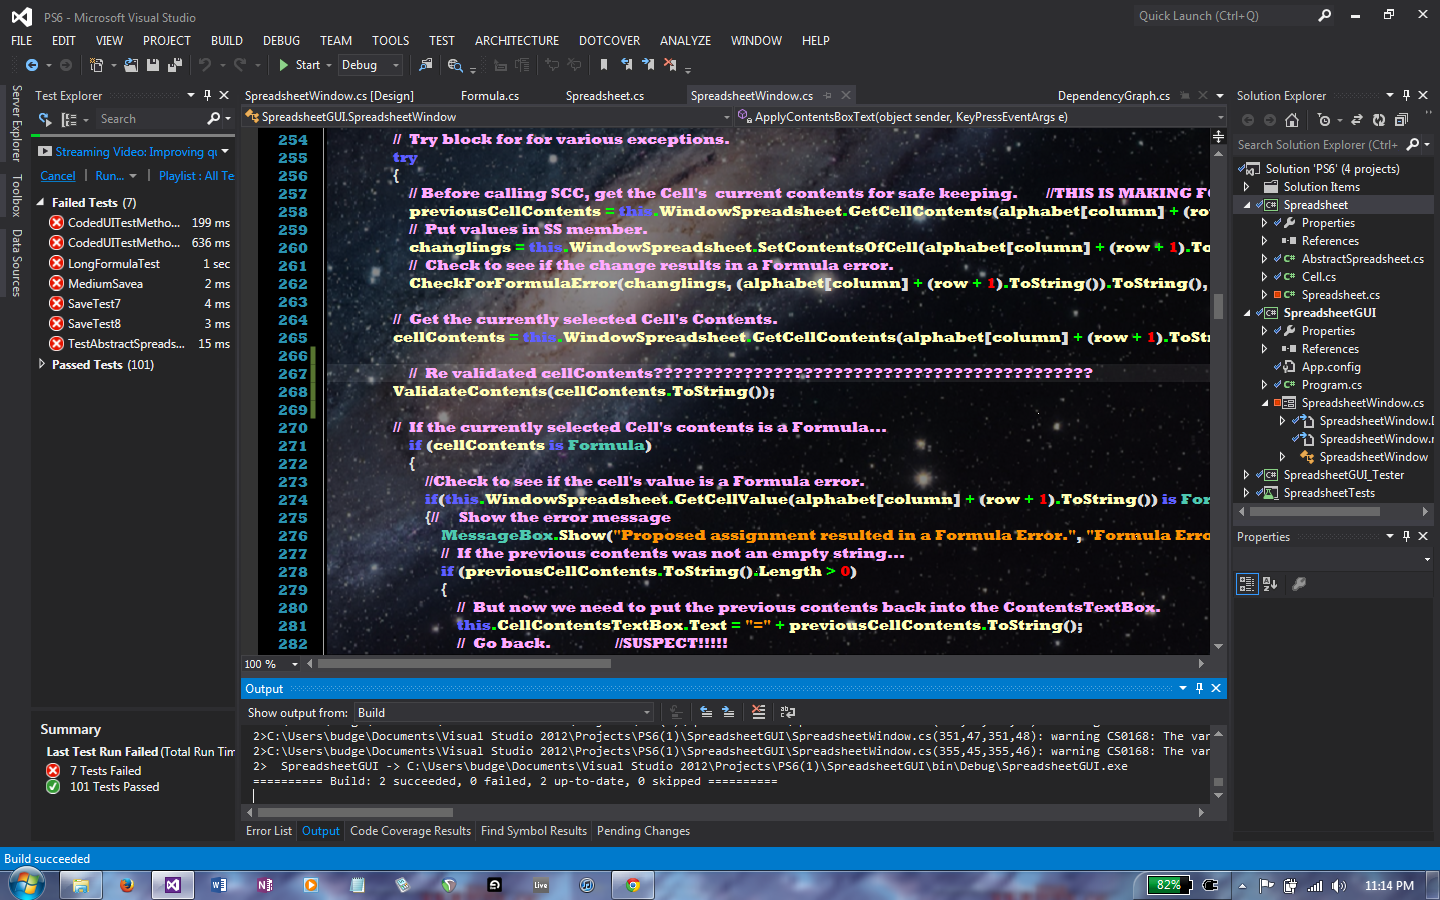 PS6 - Microsoft Visual Studio
Quick Launch (Ctrl+Q)
FILE EDIT VIEW PROJECT BUILD DEBUG TEAM TOOLS TEST ARCHITECTURE DOTCOVER ANALYZE WINDOW HELP
Start Debug
Server Explorer
Toolbox
Data Sources
Test Explorer
Search
Streaming Video: Improving qu
Cancel Run... Playlist : All Te
Failed Tests (7)
CodedUITestMetho... 199 ms
CodedUITestMetho... 636 ms
LongFormulaTest 1 sec
MediumSavea 2 ms
SaveTest7 4 ms
SaveTest8 3 ms
TestAbstractSpreads... 15 ms
Passed Tests (101)
Summary
Last Test Run Failed (Total Run Tim
7 Tests Failed
101 Tests Passed
SpreadsheetWindow.cs [Design] Formula.cs Spreadsheet.cs SpreadsheetWindow.cs DependencyGraph.cs
SpreadsheetGUI.SpreadsheetWindow ApplyContentsBoxText(object sender, KeyPressEventArgs e)
254 // Try block for for various exceptions.
255 try
256 {
257 // Before calling SCC, get the Cell's current contents for safe keeping. //THIS IS MAKING FO
258 previousCellContents = this.WindowSpreadsheet.GetCellContents(alphabet[column] + (row
259 // Put values in SS member.
260 changlings = this.WindowSpreadsheet.SetContentsOfCell(alphabet[column] + (row + 1).To
261 // Check to see if the change results in a Formula error.
262 CheckForFormulaError(changlings, (alphabet[column] + (row + 1).ToString()).ToString(),
263
264 // Get the currently selected Cell's Contents.
265 cellContents = this.WindowSpreadsheet.GetCellContents(alphabet[column] + (row + 1).ToStr
266
267 // Re validated cellContents????????????????????????????????????????????
268 ValidateContents(cellContents.ToString());
269
270 // If the currently selected Cell's contents is a Formula...
271 if (cellContents is Formula)
272 {
273 //Check to see if the cell's value is a Formula error.
274 if(this.WindowSpreadsheet.GetCellValue(alphabet[column] + (row + 1).ToString()) is For
275 {// Show the error message
276 MessageBox.Show("Proposed assignment resulted in a Formula Error.", "Formula Erro
277 // If the previous contents was not an empty string...
278 if (previousCellContents.ToString().Length > 0)
279 {
280 // But now we need to put the previous contents back into the ContentsTextBox.
281 this.CellContentsTextBox.Text = "=" + previousCellContents.ToString();
282 // Go back. //SUSPECT!!!!!
100 %
Output
Show output from: Build
2>C:\Users\budge\Documents\Visual Studio 2012\Projects\PS6(1)\SpreadsheetGUI\SpreadsheetWindow.cs(351,47,351,48): warning CS0168: The var
2>C:\Users\budge\Documents\Visual Studio 2012\Projects\PS6(1)\SpreadsheetGUI\SpreadsheetWindow.cs(355,45,355,46): warning CS0168: The var
2> SpreadsheetGUI -> C:\Users\budge\Documents\Visual Studio 2012\Projects\PS6(1)\SpreadsheetGUI\bin\Debug\SpreadsheetGUI.exe
========== Build: 2 succeeded, 0 failed, 2 up-to-date, 0 skipped ==========
Error List Output Code Coverage Results Find Symbol Results Pending Changes
Solution Explorer
Search Solution Explorer (Ctrl+
Solution 'PS6' (4 projects)
Solution Items
Spreadsheet
Properties
References
AbstractSpreadsheet.cs
Cell.cs
Spreadsheet.cs
SpreadsheetGUI
Properties
References
App.config
Program.cs
SpreadsheetWindow.cs
SpreadsheetWindow.D
SpreadsheetWindow.r
SpreadsheetWindow
SpreadsheetGUI_Tester
SpreadsheetTests
Properties
Build succeeded
Live
82%
11:14 PM